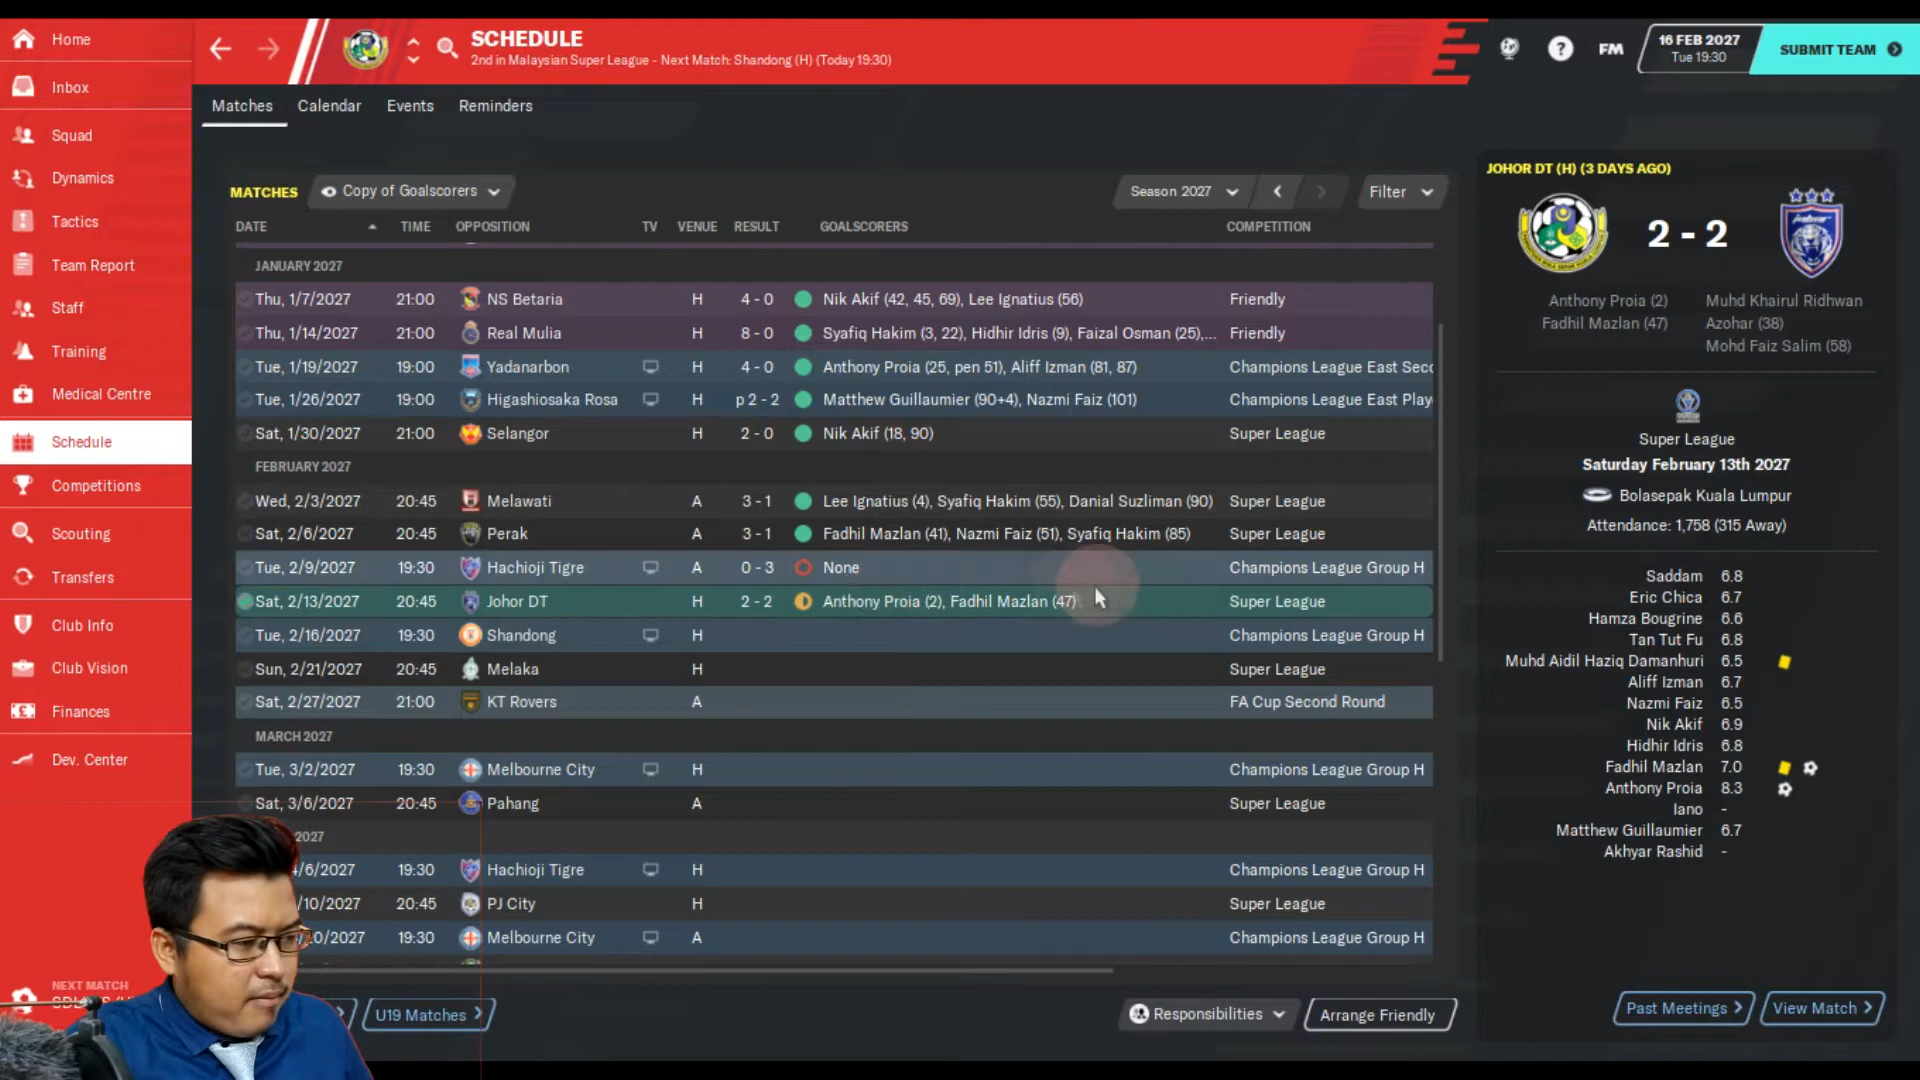 Home
Inbox
Squad
Dynamics
Tactics
Team Report
Staff
Training
Medical Centre
Schedule
Competitions
Scouting
Transfers
Club Info
Club Vision
Finances
Dev. Center
NEXT MATCH
SCHEDULE
2nd in Malaysian Super League - Next Match: Shandong (H) (Today 19:30)
FM
16 FEB 2027
Tue 19:30
SUBMIT TEAM
Matches Calendar Events Reminders
MATCHES Copy of Goalscorers Season 2027 Filter
DATE TIME OPPOSITION TV VENUE RESULT GOALSCORERS COMPETITION
JANUARY 2027
Thu, 1/7/2027 21:00 NS Betaria H 4 - 0 Nik Akif (42, 45, 69), Lee Ignatius (56) Friendly
Thu, 1/14/2027 21:00 Real Mulia H 8 - 0 Syafiq Hakim (3, 22), Hidhir Idris (9), Faizal Osman (25),... Friendly
Tue, 1/19/2027 19:00 Yadanarbon H 4 - 0 Anthony Proia (25, pen 51), Aliff Izman (81, 87) Champions League East Seco
Tue, 1/26/2027 19:00 Higashiosaka Rosa H p 2 - 2 Matthew Guillaumier (90+4), Nazmi Faiz (101) Champions League East Play
Sat, 1/30/2027 21:00 Selangor H 2 - 0 Nik Akif (18, 90) Super League
FEBRUARY 2027
Wed, 2/3/2027 20:45 Melawati A 3 - 1 Lee Ignatius (4), Syafiq Hakim (55), Danial Suzliman (90) Super League
Sat, 2/6/2027 20:45 Perak A 3 - 1 Fadhil Mazlan (41), Nazmi Faiz (51), Syafiq Hakim (85) Super League
Tue, 2/9/2027 19:30 Hachioji Tigre A 0 - 3 None Champions League Group H
Sat, 2/13/2027 20:45 Johor DT H 2 - 2 Anthony Proia (2), Fadhil Mazlan (47) Super League
Tue, 2/16/2027 19:30 Shandong H Champions League Group H
Sun, 2/21/2027 20:45 Melaka H Super League
Sat, 2/27/2027 21:00 KT Rovers A FA Cup Second Round
MARCH 2027
Tue, 3/2/2027 19:30 Melbourne City H Champions League Group H
Sat, 3/6/2027 20:45 Pahang A Super League
2027
/6/2027 19:30 Hachioji Tigre H Champions League Group H
/10/2027 20:45 PJ City H Super League
0/2027 19:30 Melbourne City A Champions League Group H
U19 Matches
Responsibilities
Arrange Friendly
JOHOR DT (H) (3 DAYS AGO)
2 - 2
Anthony Proia (2)
Fadhil Mazlan (47)
Muhd Khairul Ridhwan
Azohar (38)
Mohd Faiz Salim (58)
Super League
Saturday February 13th 2027
Bolasepak Kuala Lumpur
Attendance: 1,758 (315 Away)
Saddam 6.8
Eric Chica 6.7
Hamza Bougrine 6.6
Tan Tut Fu 6.8
Muhd Aidil Haziq Damanhuri 6.5
Aliff Izman 6.7
Nazmi Faiz 6.5
Nik Akif 6.9
Hidhir Idris 6.8
Fadhil Mazlan 7.0
Anthony Proia 8.3
Iano -
Matthew Guillaumier 6.7
Akhyar Rashid -
Past Meetings
View Match